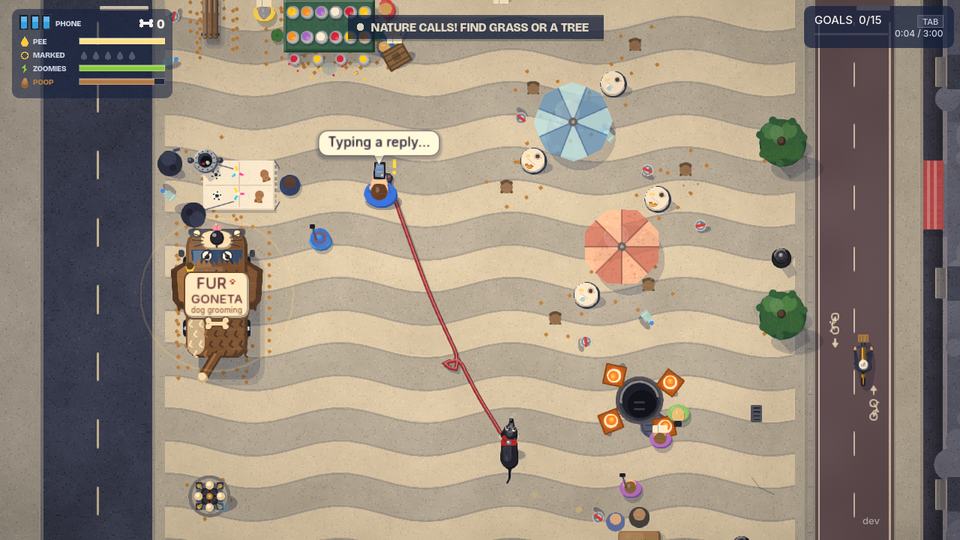 PHONE
0
PEE
MARKED
ZOOMIES
POOP
NATURE CALLS! FIND GRASS OR A TREE
GOALS 0/15
TAB
0:04 / 3:00
Typing a reply...
FUR
GONETA
dog grooming
dev